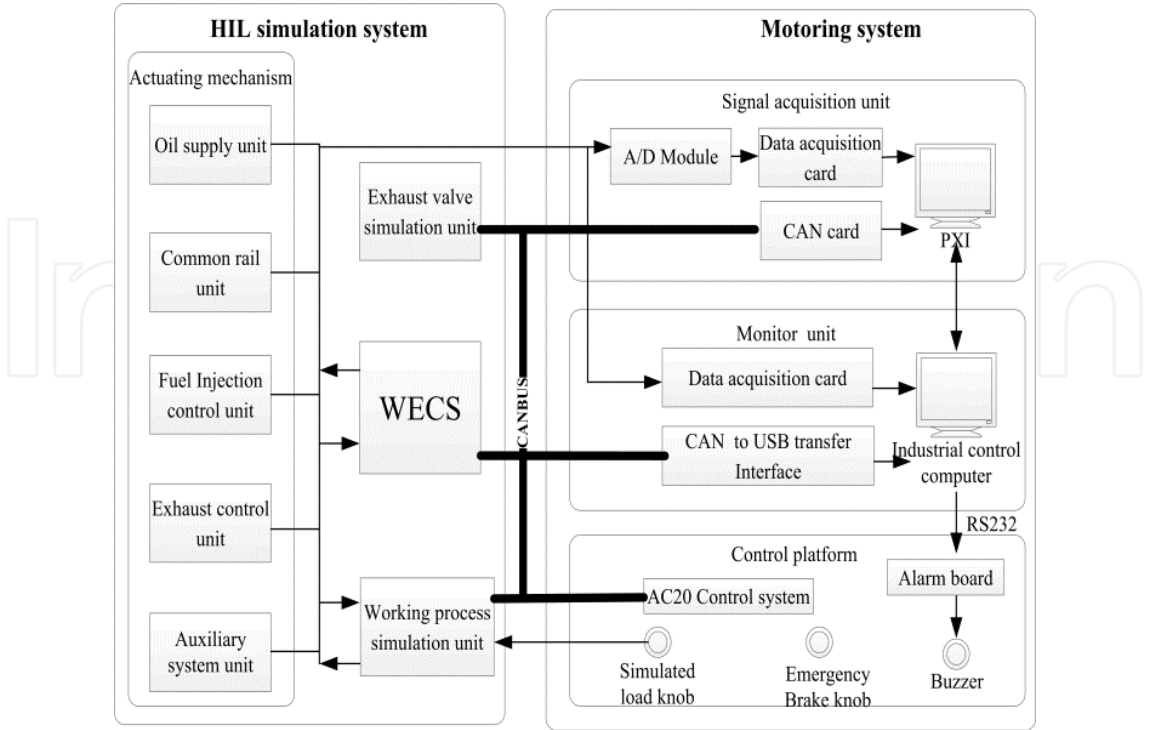 HIL simulation system
Actuating mechanism
Oil supply unit
Common rail
unit
Fuel Injection
control unit
Exhaust control
unit
Auxiliary
system unit
Exhaust valve
simulation unit
WECS
Working process
simulation unit
CANBUS
Motoring system
Signal acquisition unit
A/D Module
Data acquisition
card
CAN card
PXI
Monitor unit
Data acquisition card
CAN to USB transfer
Interface
Industrial control
computer
RS232
Control platform
AC20 Control system
Alarm board
Simulated
load knob
Emergency
Brake knob
Buzzer